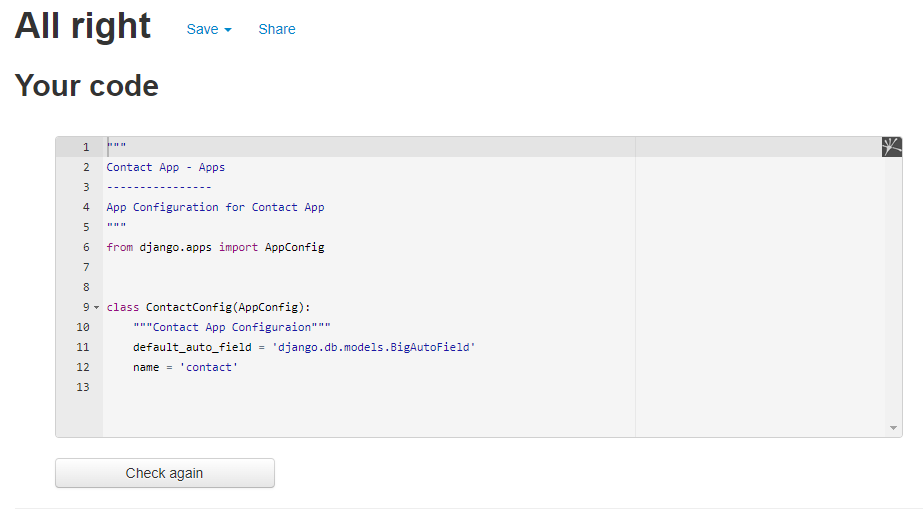 All right Save Share
Your code
1 """
2 Contact App - Apps
3 ----------------
4 App Configuration for Contact App
5 """
6 from django.apps import AppConfig
7
8
9 class ContactConfig(AppConfig):
10 """Contact App Configuraion"""
11 default_auto_field = 'django.db.models.BigAutoField'
12 name = 'contact'
13
Check again